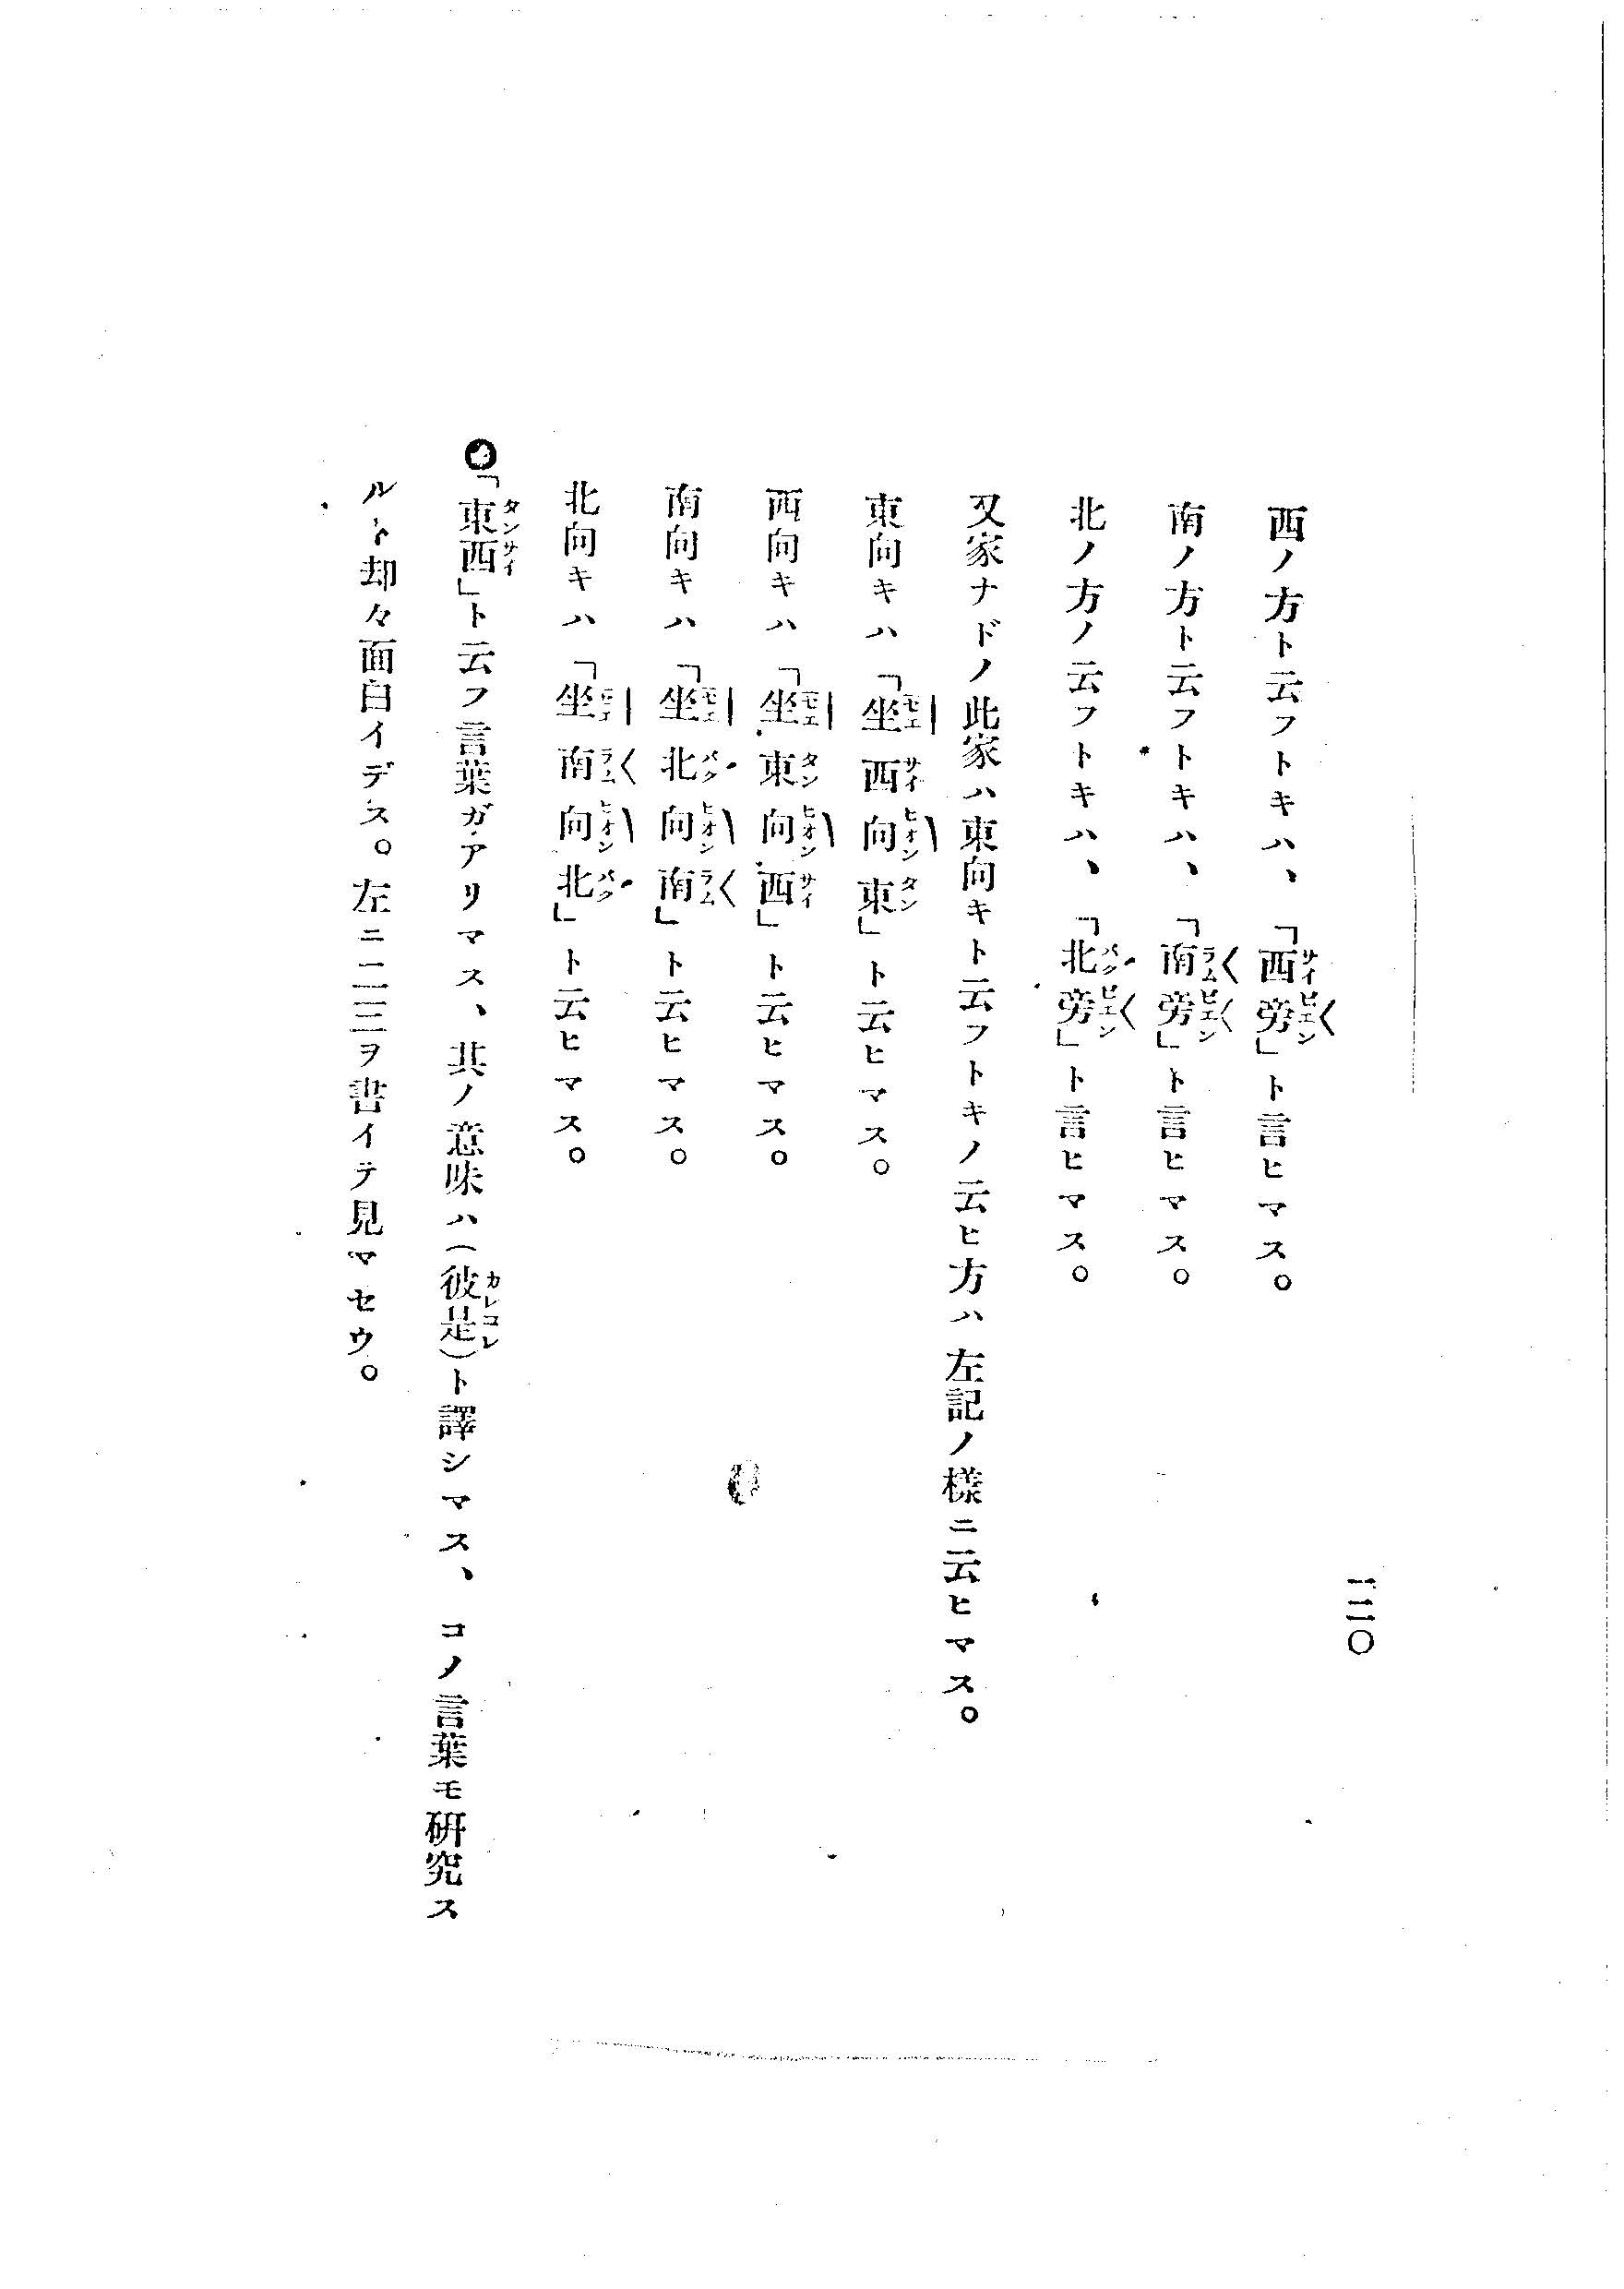 一二〇
西ノ方ト云フトキハ、「西旁」ト言ヒマス。
南ノ方ト云フトキハ、「南旁」ト言ヒマス。
北ノ方ノ云フトキハ、「北旁」ト言ヒマス。
又家ナドノ此家ハ東向キト云フトキノ云ヒ方ハ左記ノ樣ニ云ヒマス。
東向キハ「坐西向東」ト云ヒマス。
西向キハ「坐東向西」ト云ヒマス。
南向キハ「坐北向南」ト云ヒマス。
北向キハ「坐南向北」ト云ヒマス。
●「東西」ト云フ言葉ガアリマス、其ノ意味ハ(彼是)ト譯シマス、コノ言葉モ硏究ス
ルト却々面白イデス。左ニ二三ヲ書イテ見マセウ。